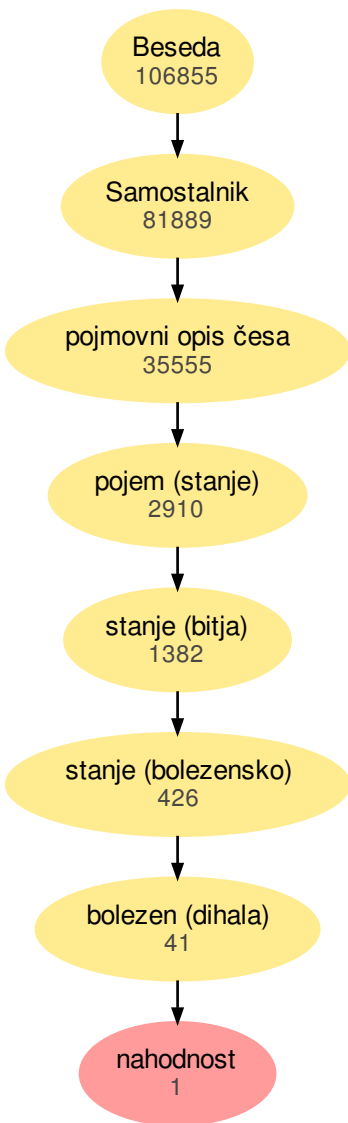 Beseda
106855
Samostalnik
81889
pojmovni opis česa
35555
pojem (stanje)
2910
stanje (bitja)
1382
stanje (bolezensko)
426
bolezen (dihala)
41
nahodnost
1